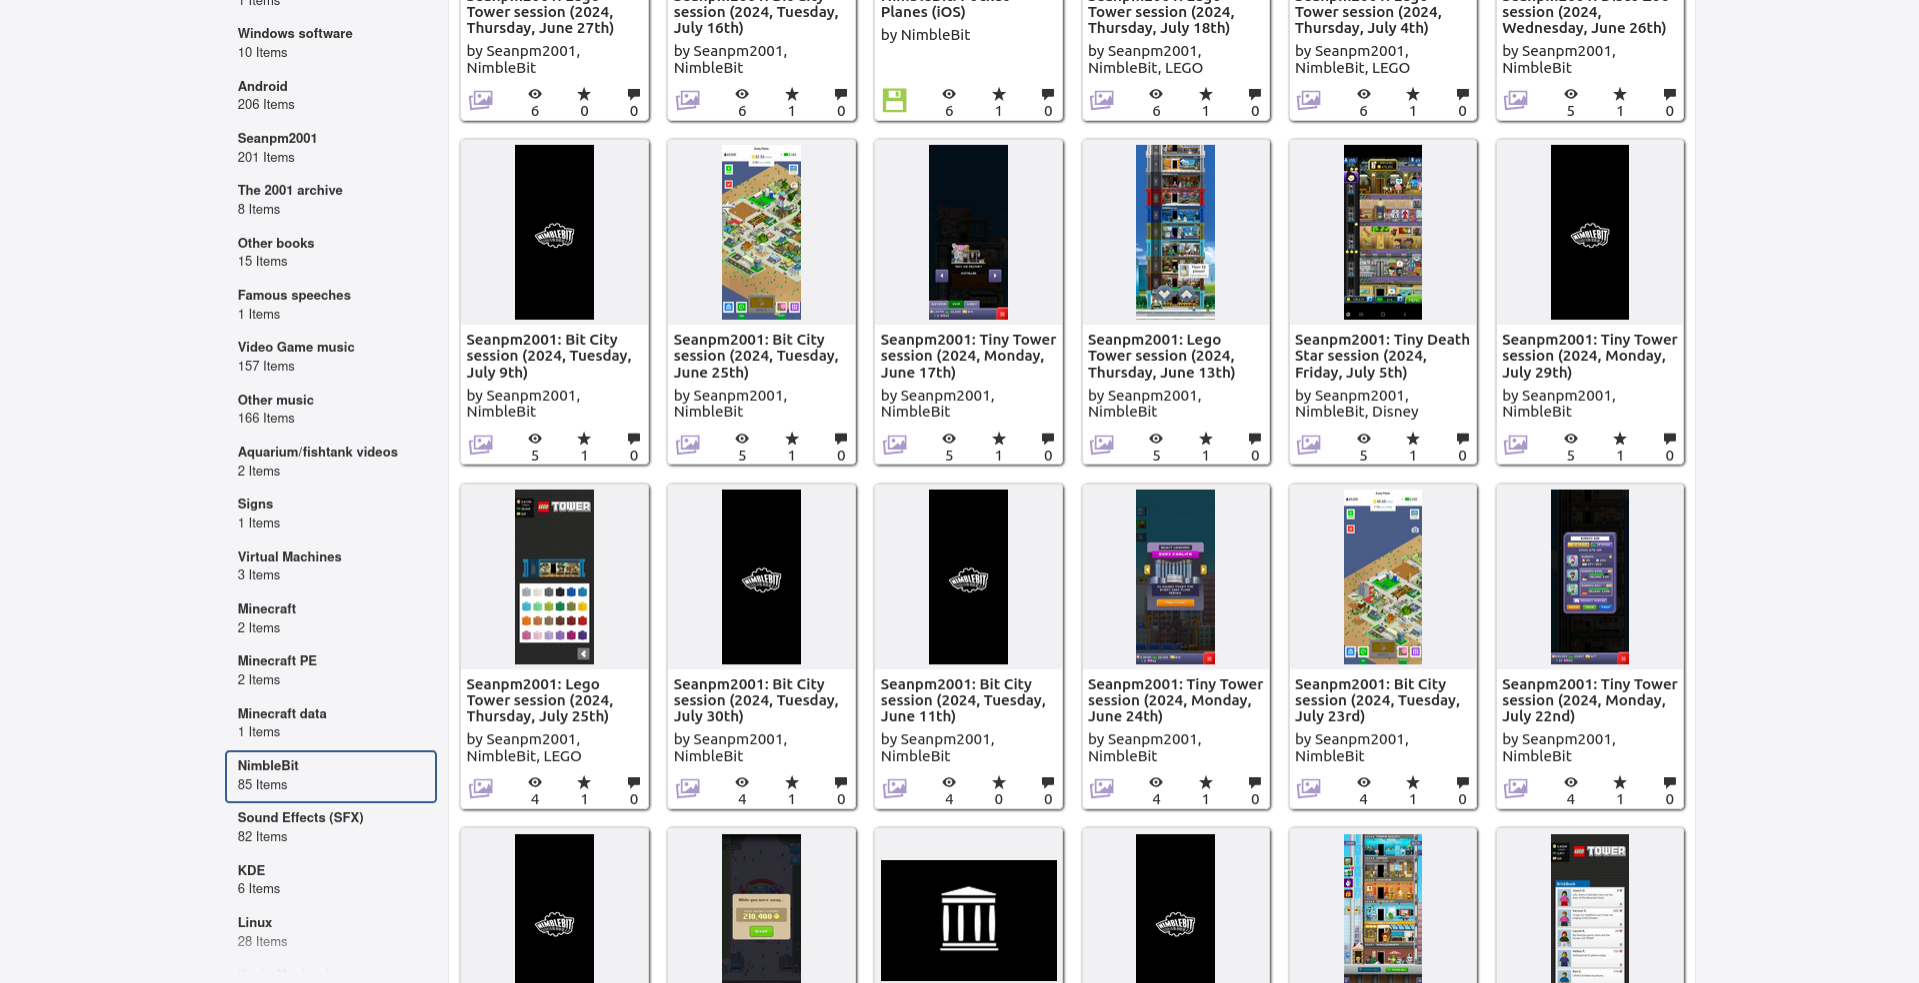 1 Items
Windows software
10 Items
Android
206 Items
Seanpm2001
201 Items
The 2001 archive
8 Items
Other books
15 Items
Famous speeches
1 Items
Video Game music
157 Items
Other music
166 Items
Aquarium/fishtank videos
2 Items
Signs
1 Items
Virtual Machines
3 Items
Minecraft
2 Items
Minecraft PE
2 Items
Minecraft data
1 Items
NimbleBit
85 Items
Sound Effects (SFX)
82 Items
KDE
6 Items
Linux
28 Items
Tower session (2024,
Thursday, June 27th)
by Seanpm2001,
NimbleBit
6 0 0
session (2024, Tuesday,
July 16th)
by Seanpm2001,
NimbleBit
6 1 0
Planes (iOS)
by NimbleBit
6 1 0
Tower session (2024,
Thursday, July 18th)
by Seanpm2001,
NimbleBit, LEGO
6 1 0
Tower session (2024,
Thursday, July 4th)
by Seanpm2001,
NimbleBit, LEGO
6 1 0
session (2024,
Wednesday, June 26th)
by Seanpm2001,
NimbleBit
5 1 0
NIMBLEBIT
Seanpm2001: Bit City
session (2024, Tuesday,
July 9th)
by Seanpm2001,
NimbleBit
5 1 0
Seanpm2001: Bit City
session (2024, Tuesday,
June 25th)
by Seanpm2001,
NimbleBit
5 1 0
Seanpm2001: Tiny Tower
session (2024, Monday,
June 17th)
by Seanpm2001,
NimbleBit
5 1 0
Seanpm2001: Lego
Tower session (2024,
Thursday, June 13th)
by Seanpm2001,
NimbleBit
5 1 0
Seanpm2001: Tiny Death
Star session (2024,
Friday, July 5th)
by Seanpm2001,
NimbleBit, Disney
5 1 0
NIMBLEBIT
Seanpm2001: Tiny Tower
session (2024, Monday,
July 29th)
by Seanpm2001,
NimbleBit
5 1 0
LEGO TOWER
Seanpm2001: Lego
Tower session (2024,
Thursday, July 25th)
by Seanpm2001,
NimbleBit, LEGO
4 1 0
NIMBLEBIT
Seanpm2001: Bit City
session (2024, Tuesday,
July 30th)
by Seanpm2001,
NimbleBit
4 1 0
NIMBLEBIT
Seanpm2001: Bit City
session (2024, Tuesday,
June 11th)
by Seanpm2001,
NimbleBit
4 0 0
Seanpm2001: Tiny Tower
session (2024, Monday,
June 24th)
by Seanpm2001,
NimbleBit
4 1 0
Seanpm2001: Bit City
session (2024, Tuesday,
July 23rd)
by Seanpm2001,
NimbleBit
4 1 0
Seanpm2001: Tiny Tower
session (2024, Monday,
July 22nd)
by Seanpm2001,
NimbleBit
4 1 0
NIMBLEBIT
While you were away...
210,400
NIMBLEBIT
LEGO TOWER